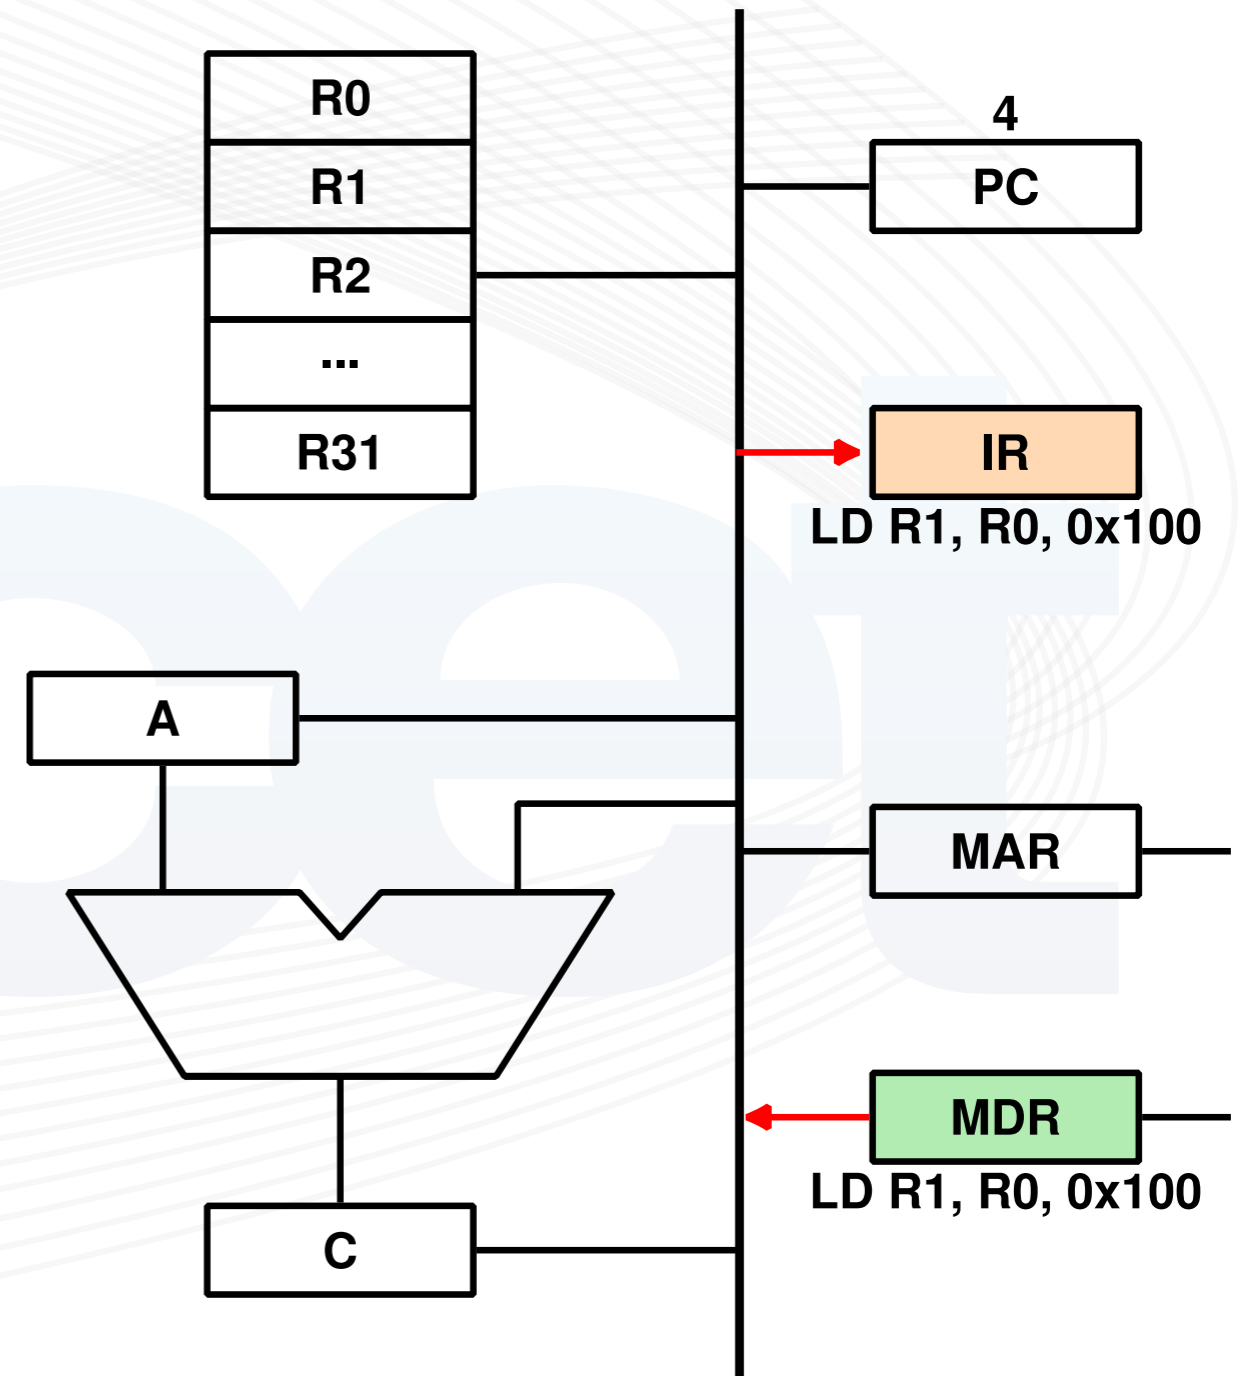 R0
R1
R2
...
R31
4
PC
IR
LD R1, R0, 0x100
A
MAR
MDR
LD R1, R0, 0x100
C